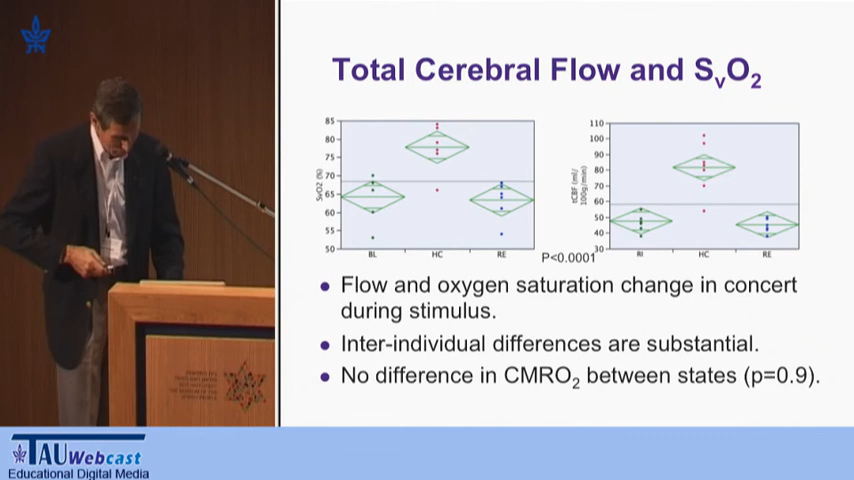 Total Cerebral Flow and SvO2
85
80
75
70
65
60
55
50
SvO2 (%)
BL
HC
RE
P<0.0001
110
100
90
80
70
60
50
40
30
tCBF (ml/
100g/min)
HC
RE
● Flow and oxygen saturation change in concert
during stimulus.
● Inter-individual differences are substantial.
● No difference in CMRO2 between states (p=0.9).
TAU Webcast
Educational Digital Media